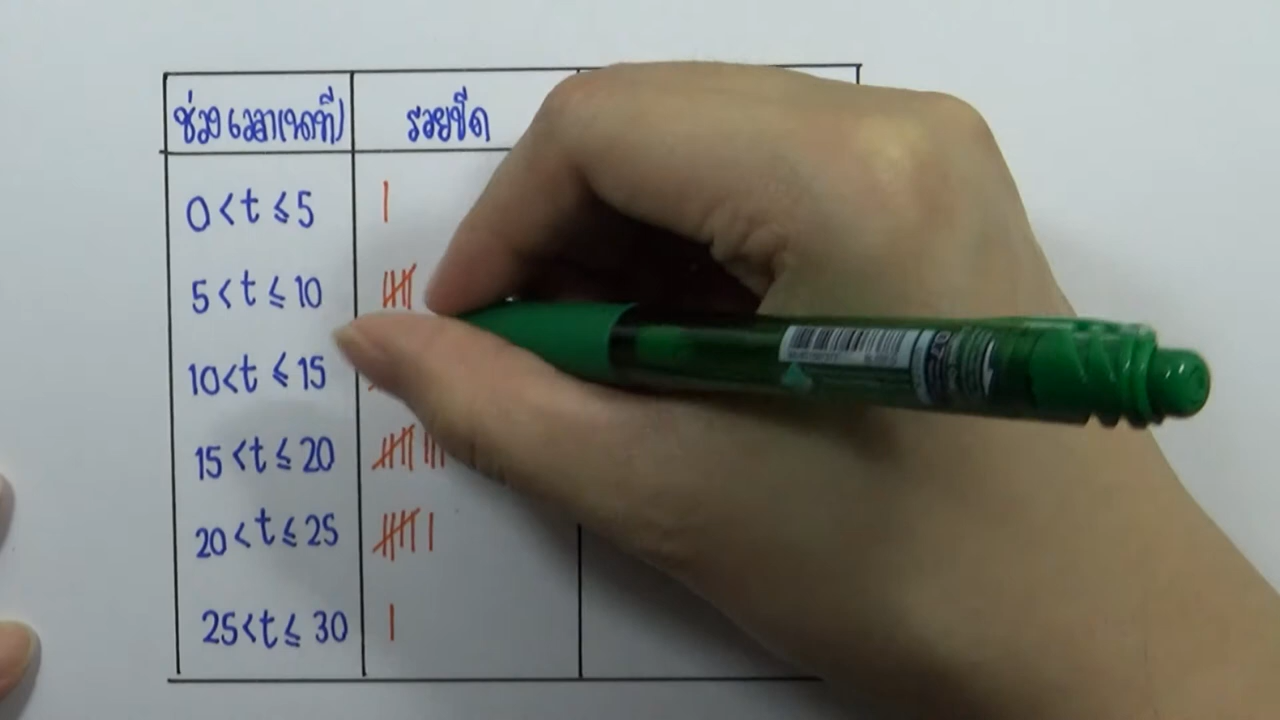 ช่วงเวลา(นาที) รอยขีด
0 < t ≤ 5
5 < t ≤ 10
10 < t ≤ 15
15 < t ≤ 20
20 < t ≤ 25
25 < t ≤ 30